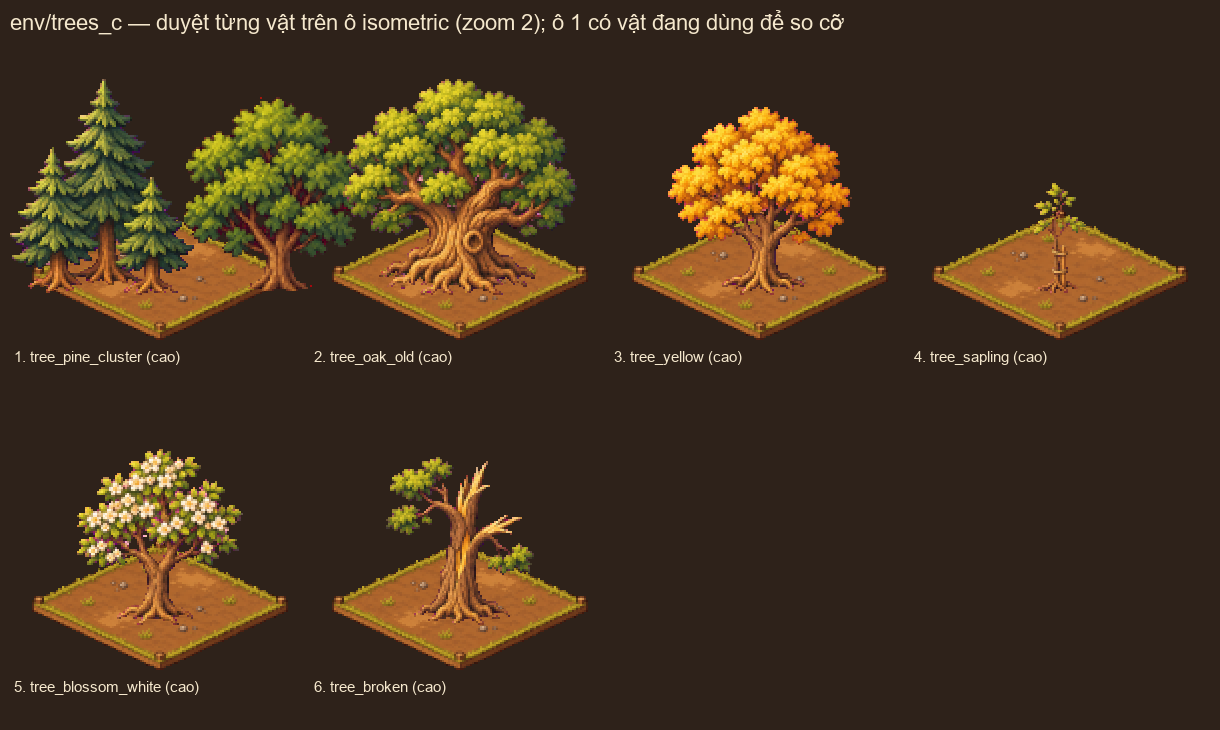 env/trees_c — duyệt từng vật trên ô isometric (zoom 2); ô 1 có vật đang dùng để so cỡ
1. tree_pine_cluster (cao)
2. tree_oak_old (cao)
3. tree_yellow (cao)
4. tree_sapling (cao)
5. tree_blossom_white (cao)
6. tree_broken (cao)